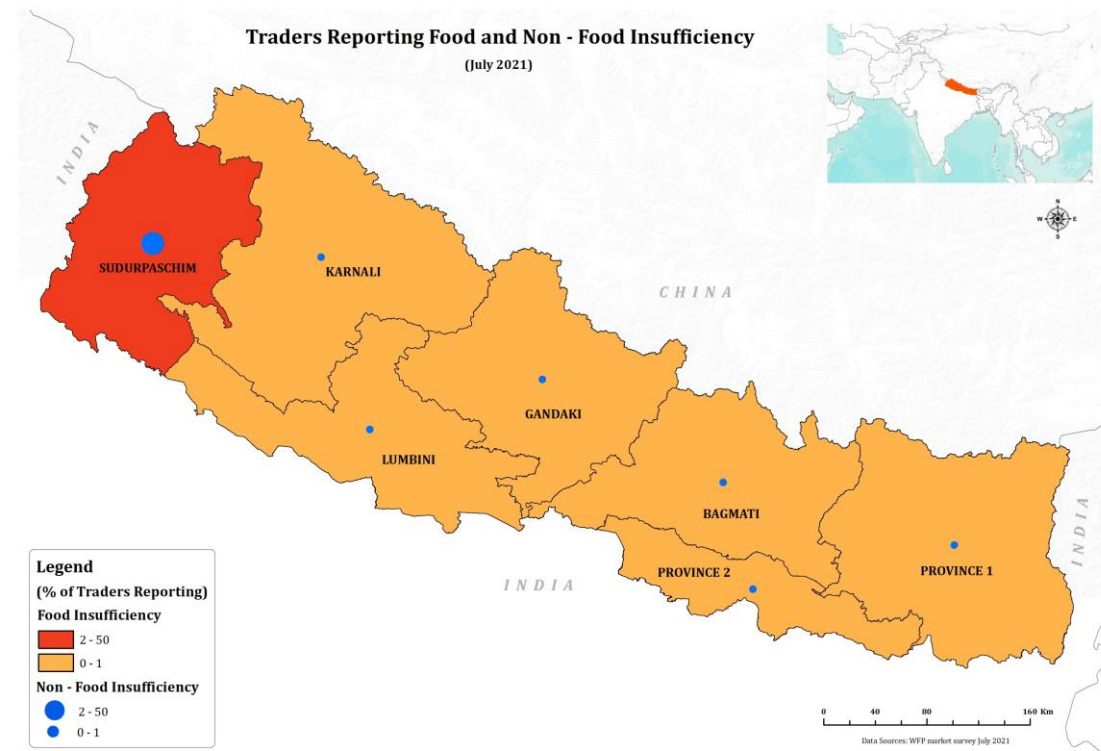 Traders Reporting Food and Non - Food Insufficiency
(July 2021)
INDIA
N
W E
S
SUDURPASCHIM
KARNALI
CHINA
GANDAKI
LUMBINI
BAGMATI
INDIA
PROVINCE 2
PROVINCE 1
INDIA
Legend
(% of Traders Reporting)
Food Insufficiency
2 - 50
0 - 1
Non - Food Insufficiency
2 - 50
0 - 1
0 40 80 160 Km
Data Sources: WFP market survey July 2021